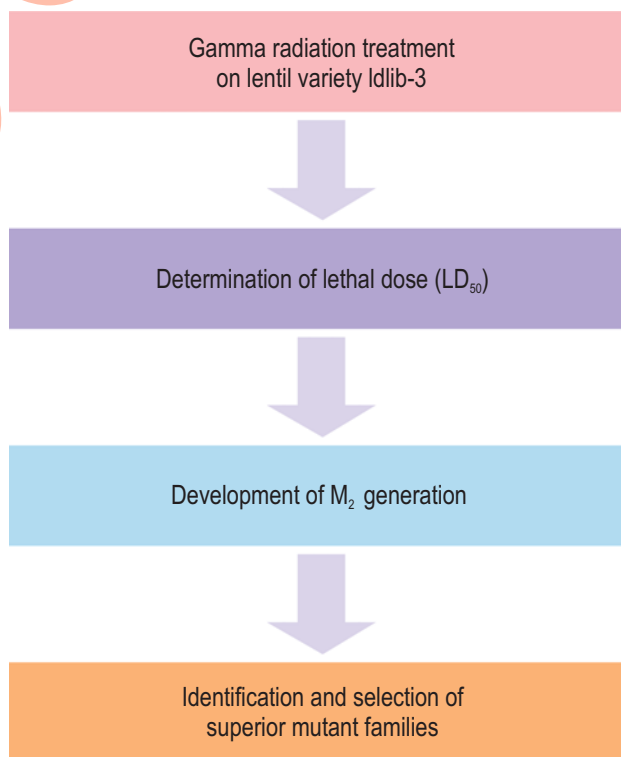 Gamma radiation treatment
on lentil variety Idlib-3
Determination of lethal dose (LD₅₀)
Development of M₂ generation
Identification and selection of
superior mutant families